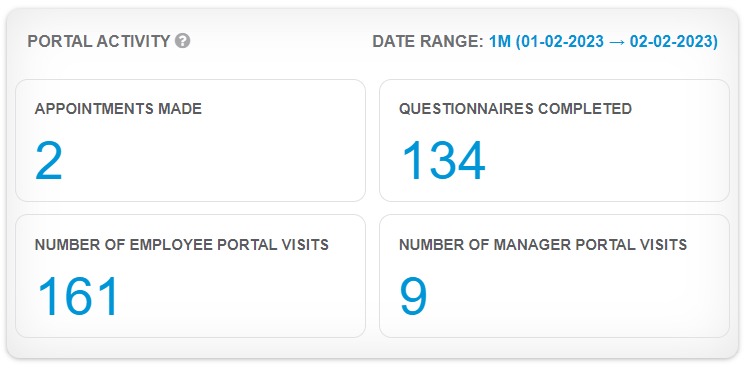 PORTAL ACTIVITY ?
DATE RANGE: 1M (01-02-2023 → 02-02-2023)
APPOINTMENTS MADE
2
QUESTIONNAIRES COMPLETED
134
NUMBER OF EMPLOYEE PORTAL VISITS
161
NUMBER OF MANAGER PORTAL VISITS
9